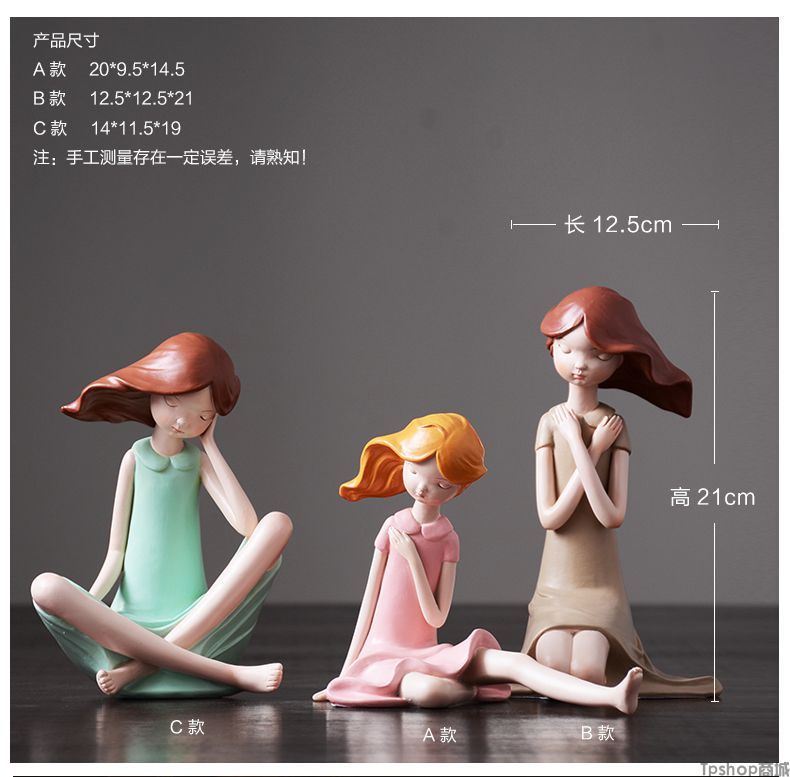 产品尺寸
A 款 20*9.5*14.5
B 款 12.5*12.5*21
C 款 14*11.5*19
注：手工测量存在一定误差，请熟知！
长 12.5cm
高 21cm
C 款
A 款
B 款
Tpshop商城